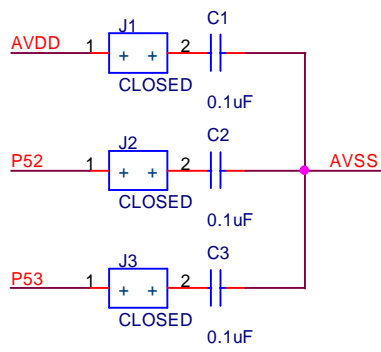 J1
C1
AVDD
1
2
CLOSED
0.1uF
J2
C2
P52
1
2
AVSS
CLOSED
0.1uF
J3
C3
P53
1
2
CLOSED
0.1uF